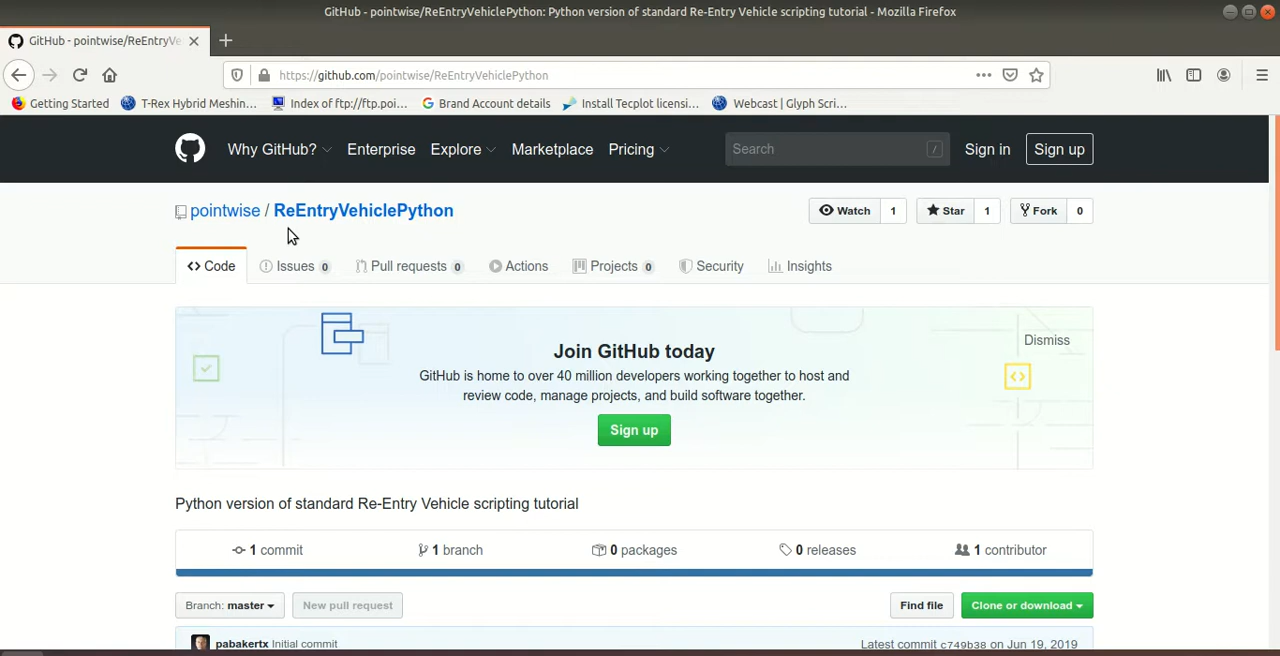 GitHub - pointwise/ReEntryVehiclePython: Python version of standard Re-Entry Vehicle scripting tutorial - Mozilla Firefox
GitHub - pointwise/ReEntryVe
https://github.com/pointwise/ReEntryVehiclePython
Getting Started T-Rex Hybrid Meshin... Index of ftp://ftp.poi... Brand Account details Install Tecplot licensi... Webcast | Glyph Scri...
Why GitHub? Enterprise Explore Marketplace Pricing Search / Sign in Sign up
pointwise / ReEntryVehiclePython Watch 1 Star 1 Fork 0
Code Issues 0 Pull requests 0 Actions Projects 0 Security Insights
Dismiss
Join GitHub today
GitHub is home to over 40 million developers working together to host and
review code, manage projects, and build software together.
Sign up
Python version of standard Re-Entry Vehicle scripting tutorial
1 commit 1 branch 0 packages 0 releases 1 contributor
Branch: master New pull request Find file Clone or download
pabakertx Initial commit Latest commit c749b38 on Jun 19, 2019